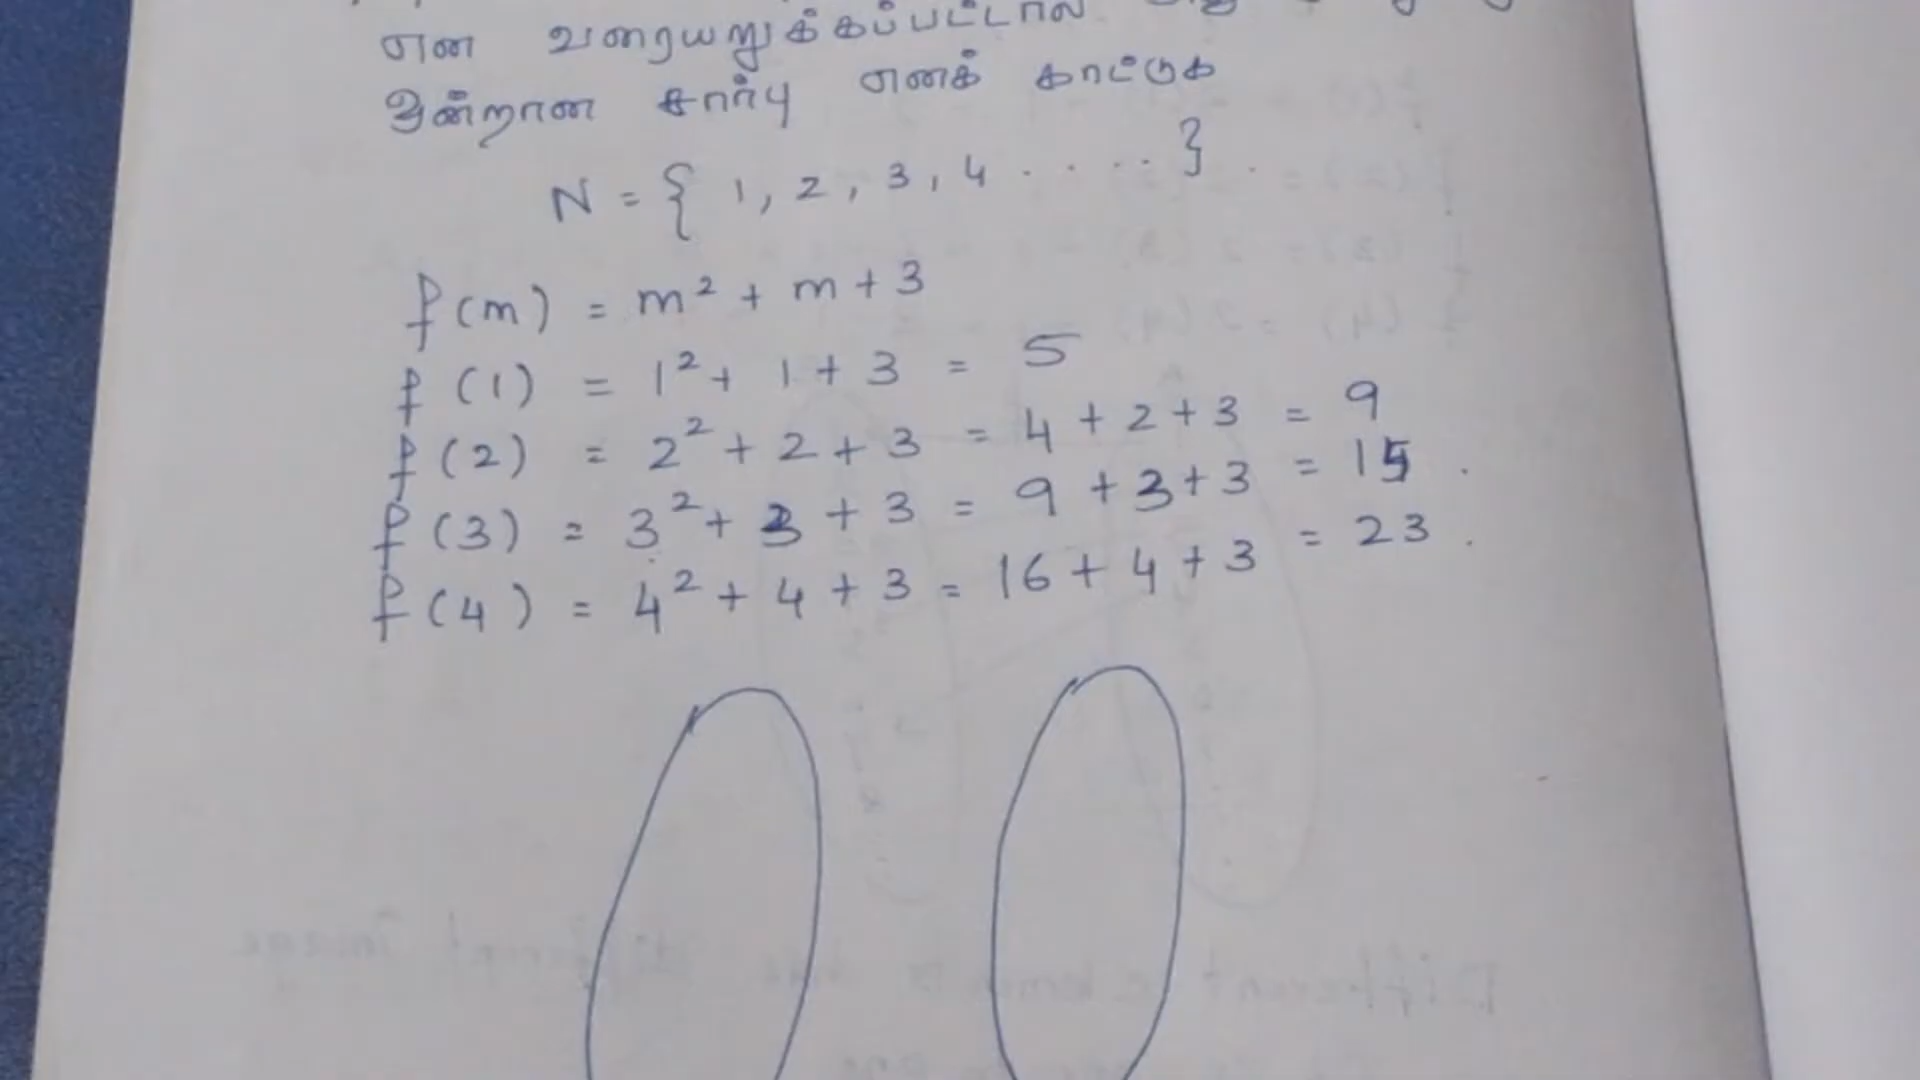 என வரையறுக்கப்பட்டால்
ஒன்றான சார்பு எனக் காட்டுக
N = { 1, 2, 3, 4 . . . . . } .
f(m) = m² + m + 3
f (1) = 1² + 1 + 3 = 5
f (2) = 2² + 2 + 3 = 4 + 2 + 3 = 9
f (3) = 3² + 3 + 3 = 9 + 3 + 3 = 15 .
f (4) = 4² + 4 + 3 = 16 + 4 + 3 = 23 .